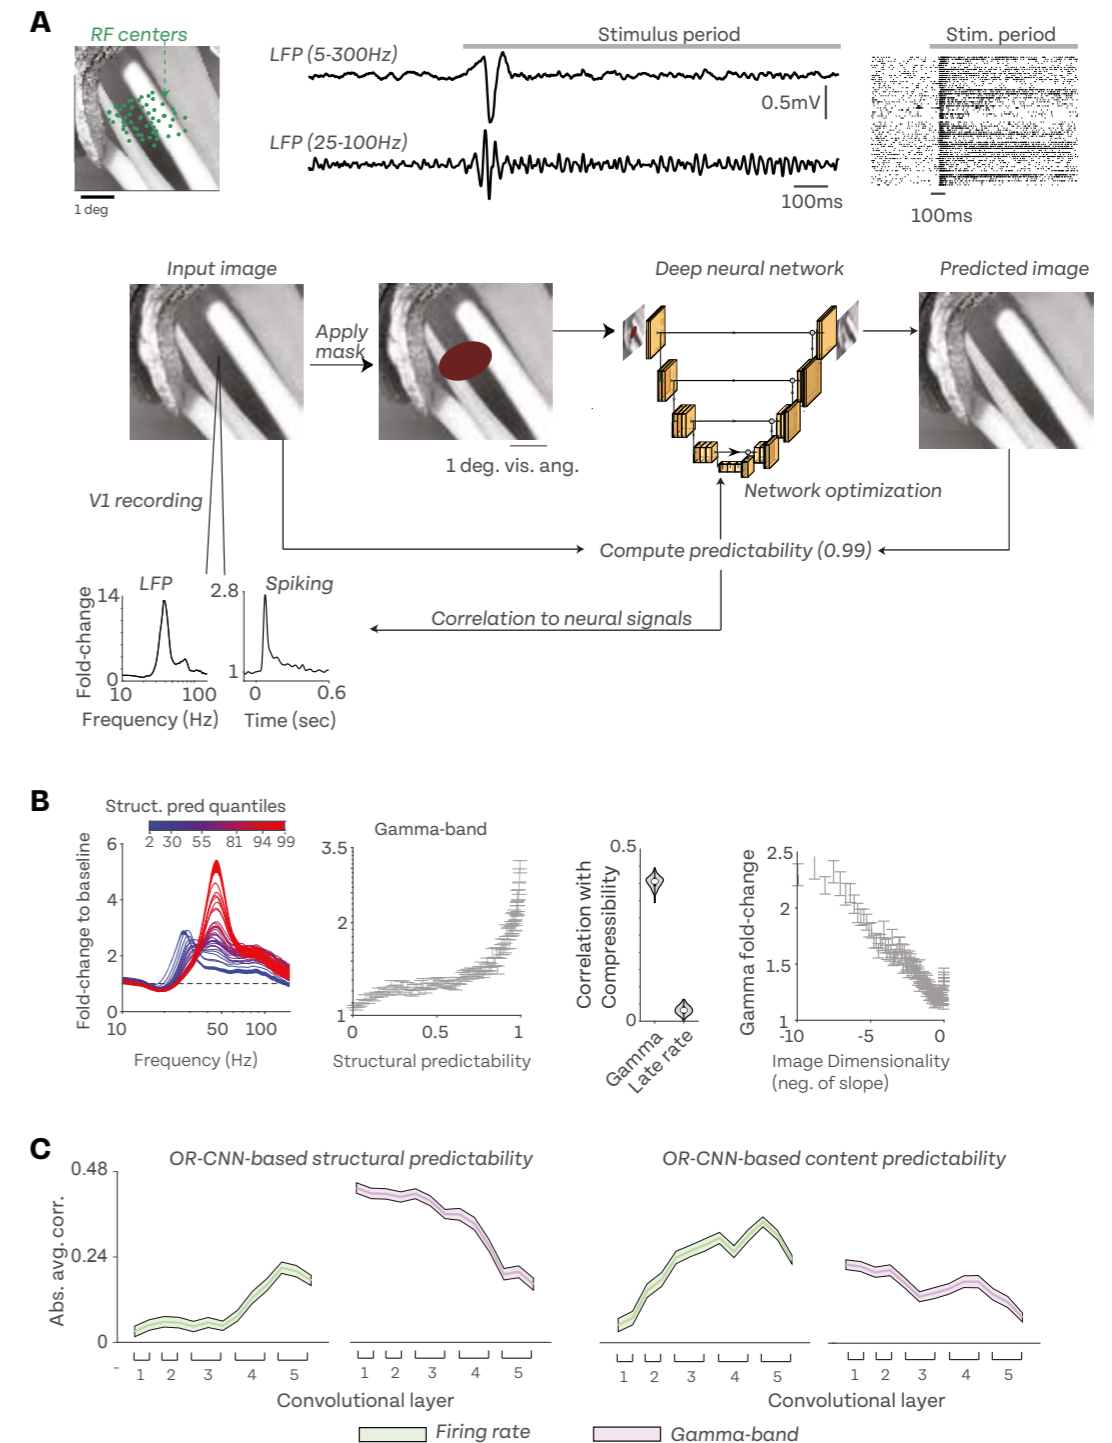 A
RF centers
1 deg
LFP (5-300Hz)
Stimulus period
0.5mV
LFP (25-100Hz)
100ms
Stim. period
100ms
Input image
Apply
mask
1 deg. vis. ang.
Deep neural network
Predicted image
Network optimization
V1 recording
Compute predictability (0.99)
Correlation to neural signals
Fold-change
14
0
LFP
10
100
Frequency (Hz)
2.8
1
Spiking
0
0.6
Time (sec)
B
Struct. pred quantiles
2 30 55 81 94 99
Fold-change to baseline
6
4
2
0
10
50
100
Frequency (Hz)
Gamma-band
3.5
2
1
0
0.5
1
Structural predictability
Correlation with
Compressibility
0.5
0
Gamma
Late rate
Gamma fold-change
2.5
2
1.5
1
-10
-5
0
Image Dimensionality
(neg. of slope)
C
OR-CNN-based structural predictability
OR-CNN-based content predictability
Abs. avg. corr.
0.48
0.24
0
-
1 2 3 4 5
1 2 3 4 5
1 2 3 4 5
1 2 3 4 5
Convolutional layer
Convolutional layer
Firing rate
Gamma-band